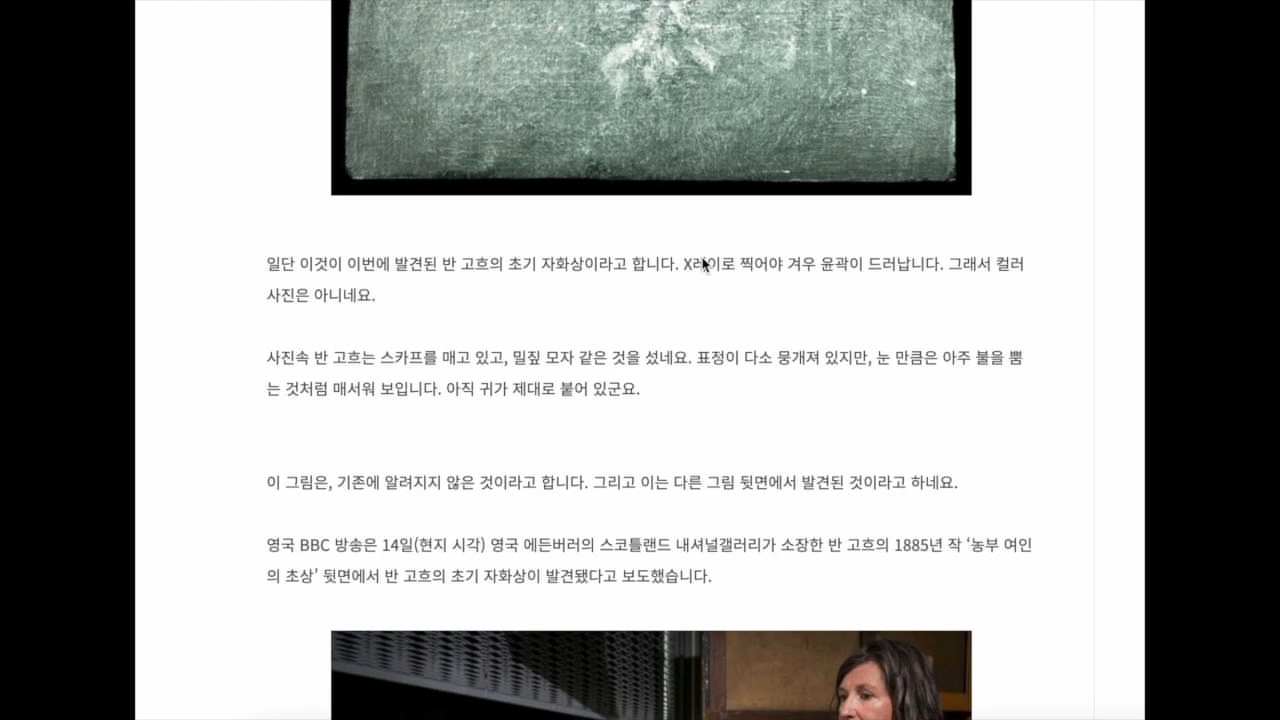 일단 이것이 이번에 발견된 반 고흐의 초기 자화상이라고 합니다. X레이로 찍어야 겨우 윤곽이 드러납니다. 그래서 컬러
사진은 아니네요.
사진속 반 고흐는 스카프를 매고 있고, 밀짚 모자 같은 것을 섰네요. 표정이 다소 뭉개져 있지만, 눈 만큼은 아주 불을 뿜
는 것처럼 매서워 보입니다. 아직 귀가 제대로 붙어 있군요.
이 그림은, 기존에 알려지지 않은 것이라고 합니다. 그리고 이는 다른 그림 뒷면에서 발견된 것이라고 하네요.
영국 BBC 방송은 14일(현지 시각) 영국 에든버러의 스코틀랜드 내셔널갤러리가 소장한 반 고흐의 1885년 작 ‘농부 여인
의 초상’ 뒷면에서 반 고흐의 초기 자화상이 발견됐다고 보도했습니다.